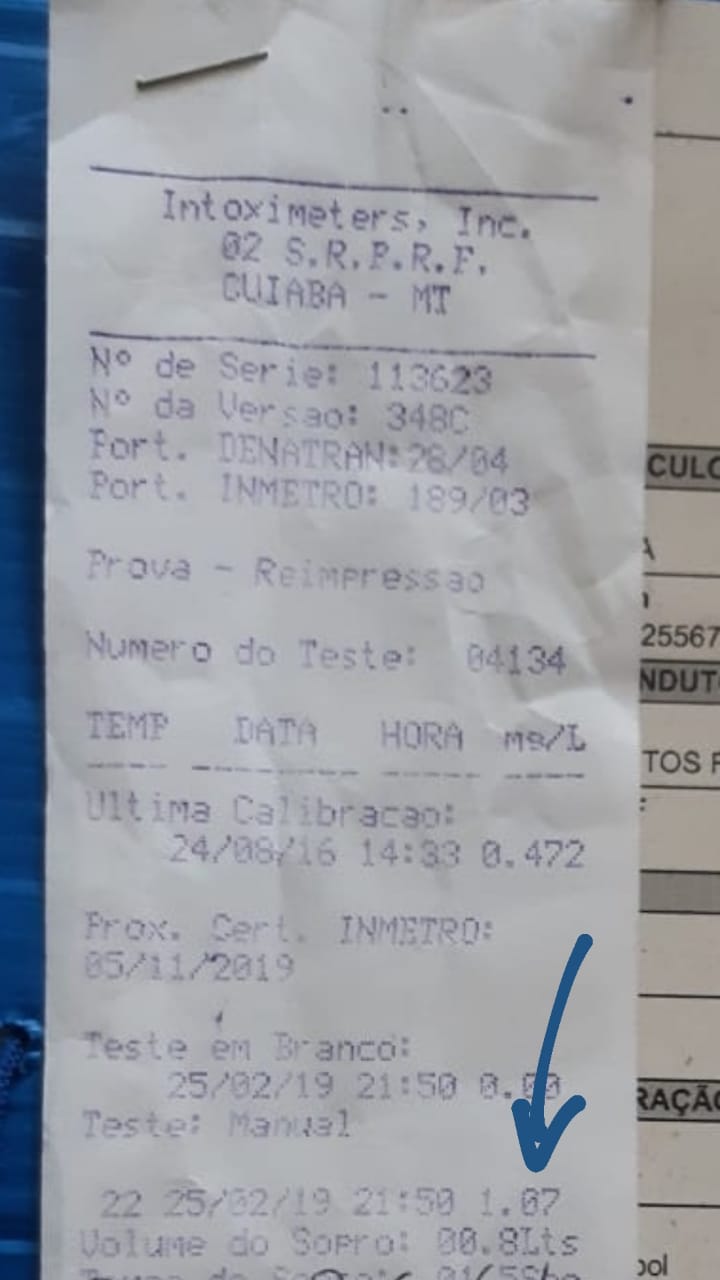 Intoximeters, Inc.
02 S.R.P.R.F.
CUIABA - MT
Nº de Serie: 113623
Nº da Versao: 348C
Port. DENATRAN:28/04
Port. INMETRO: 189/03
Prova - Reimpressao
Numero do Teste: 04134
TEMP DATA HORA mg/L
---- --------- ----- ----
Ultima Calibracao:
24/08/16 14:33 0.472
Prox. Cert. INMETRO:
05/11/2019
Teste em Branco:
25/02/19 21:50 0.00
Teste: Manual
22 25/02/19 21:50 1.07
Volume do Sopro: 00.8Lts
CULO
A
25567
NDUTO
TOS F
RAÇÃO
ool